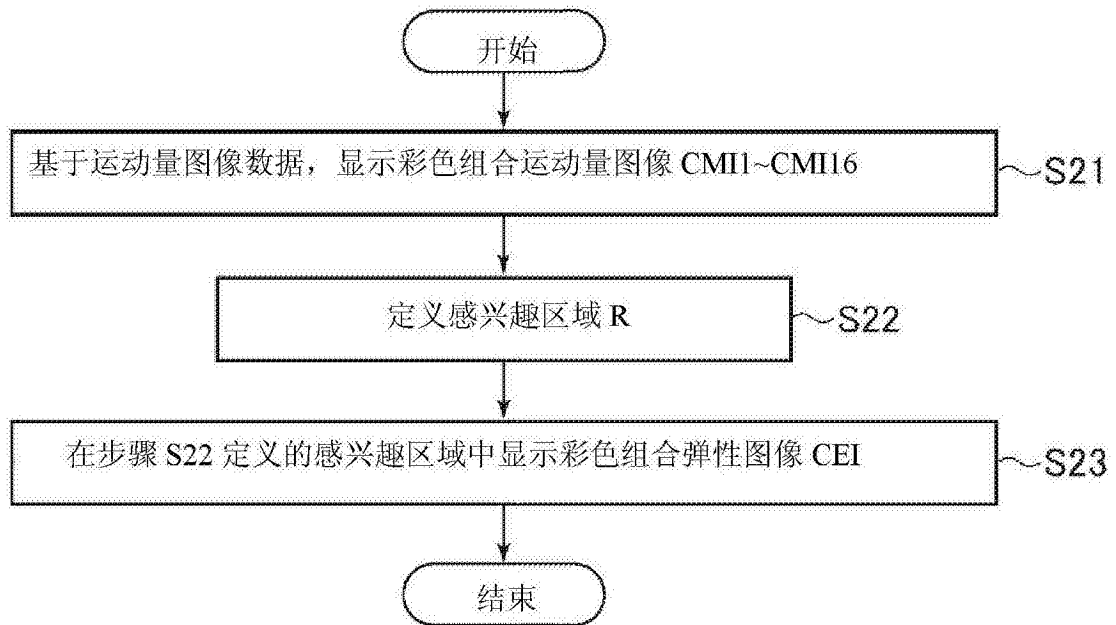 开始
基于运动量图像数据，显示彩色组合运动量图像 CMI1~CMI16
S21
定义感兴趣区域 R
S22
在步骤 S22 定义的感兴趣区域中显示彩色组合弹性图像 CEI
S23
结束